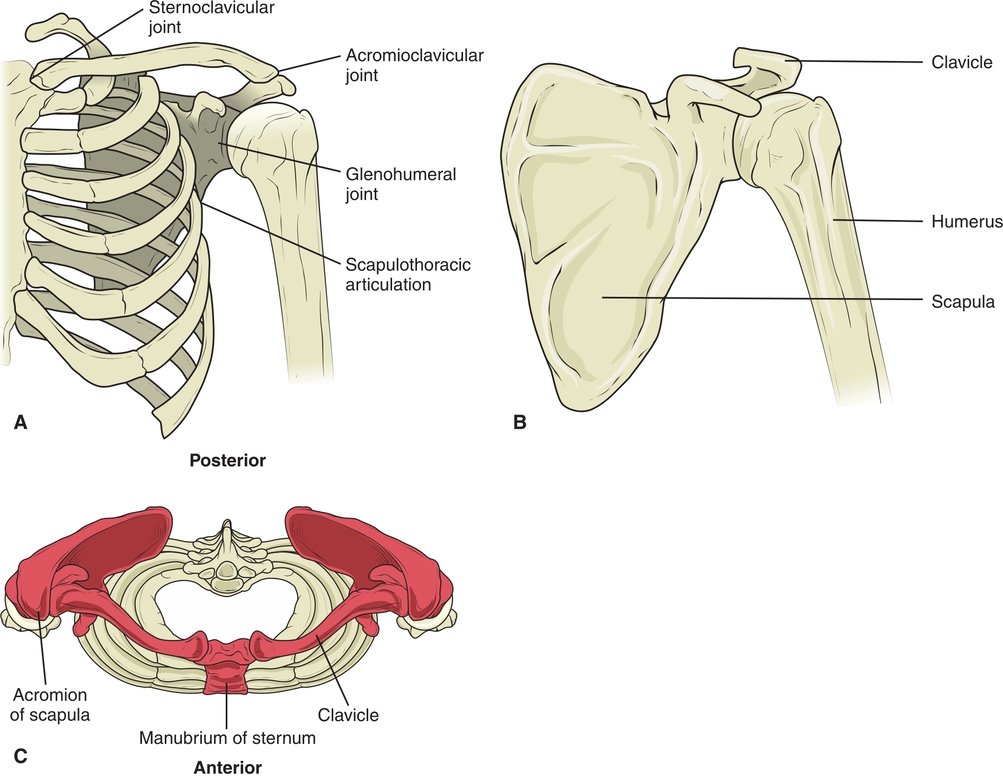 Sternoclavicular
joint
Acromioclavicular
joint
Glenohumeral
joint
Scapulothoracic
articulation
A
Clavicle
Humerus
Scapula
B
Posterior
Acromion
of scapula
Clavicle
Manubrium of sternum
C
Anterior